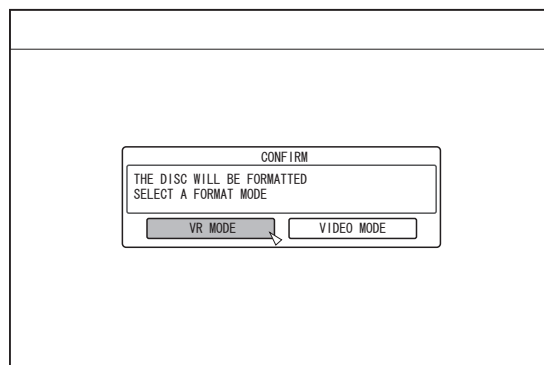 CONFIRM
THE DISC WILL BE FORMATTED
SELECT A FORMAT MODE
VR MODE
VIDEO MODE